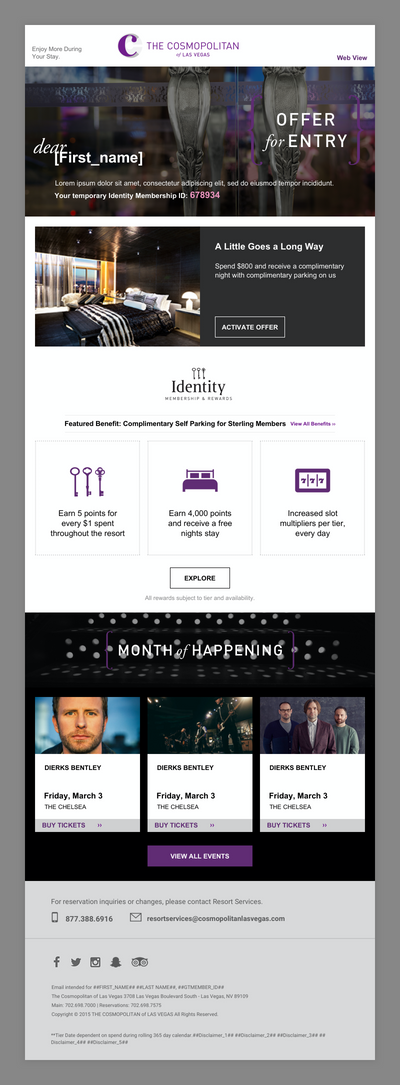 Enjoy More During
Your Stay.
C THE COSMOPOLITAN
of LAS VEGAS
Web View
OFFER
for ENTRY
dear
[First_name]
Lorem ipsum dolor sit amet, consectetur adipiscing elit, sed do eiusmod tempor incididunt.
Your temporary Identity Membership ID: 678934
A Little Goes a Long Way
Spend $800 and receive a complimentary
night with complimentary parking on us
ACTIVATE OFFER
Identity
MEMBERSHIP & REWARDS
Featured Benefit: Complimentary Self Parking for Sterling Members View All Benefits ››
Earn 5 points for
every $1 spent
throughout the resort
Earn 4,000 points
and receive a free
nights stay
7 7 7
Increased slot
multipliers per tier,
every day
EXPLORE
All rewards subject to tier and availability.
MONTH of HAPPENING
DIERKS BENTLEY
Friday, March 3
THE CHELSEA
BUY TICKETS ››
DIERKS BENTLEY
Friday, March 3
THE CHELSEA
BUY TICKETS ››
DIERKS BENTLEY
Friday, March 3
THE CHELSEA
BUY TICKETS ››
VIEW ALL EVENTS
For reservation inquiries or changes, please contact Resort Services.
877.388.6916 resortservices@cosmopolitanlasvegas.com
Email intended for ##FIRST_NAME## ##LAST NAME##, ##GTMEMBER_ID##
The Cosmopolitan of Las Vegas 3708 Las Vegas Boulevard South - Las Vegas, NV 89109
Main: 702.698.7000 | Reservations: 702.698.7575
Copyright © 2015 THE COSMOPOLITAN of LAS VEGAS All Rights Reserved.
**Tier Date dependent on spend during rolling 365 day calendar ##Disclaimer_1## ##Disclaimer_2## ##Disclaimer_3## ##
Disclaimer_4## ##Disclaimer_5##